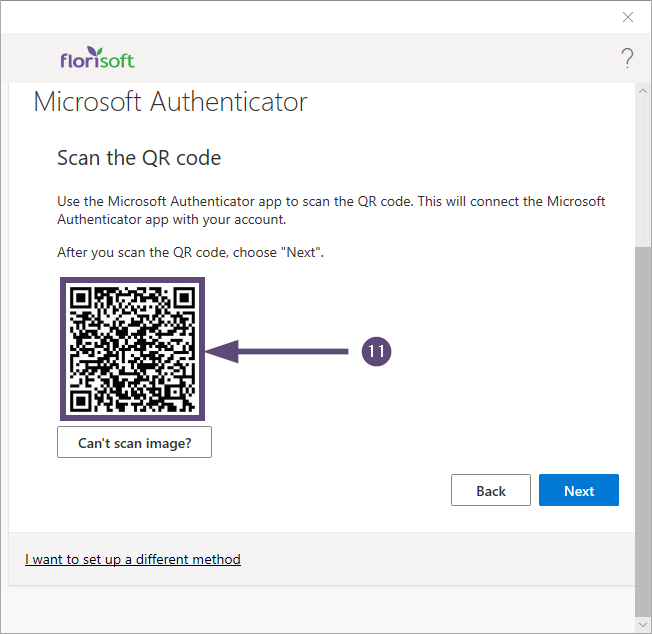 florisoft
?
Microsoft Authenticator
Scan the QR code
Use the Microsoft Authenticator app to scan the QR code. This will connect the Microsoft
Authenticator app with your account.
After you scan the QR code, choose "Next".
11
Can't scan image?
Back
Next
I want to set up a different method